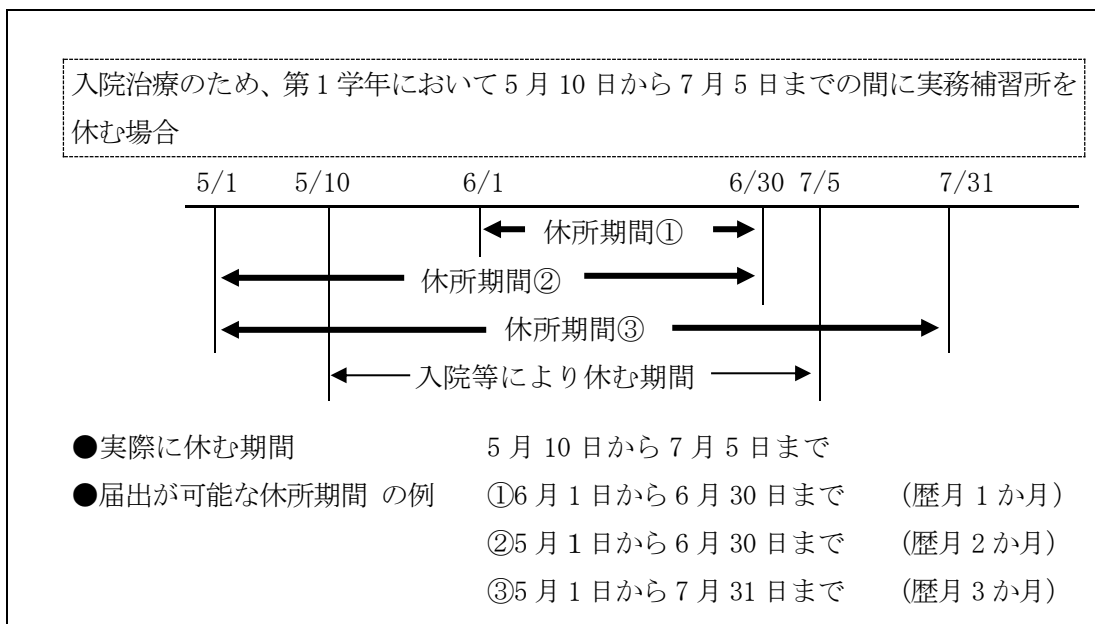 入院治療のため、第1学年において5月10日から7月5日までの間に実務補習所を
休む場合
5/1 5/10 6/1 6/30 7/5 7/31
休所期間①
休所期間②
休所期間③
入院等により休む期間
●実際に休む期間 5月10日から7月5日まで
●届出が可能な休所期間 の例 ①6月1日から6月30日まで (歴月1か月)
②5月1日から6月30日まで (歴月2か月)
③5月1日から7月31日まで (歴月3か月)